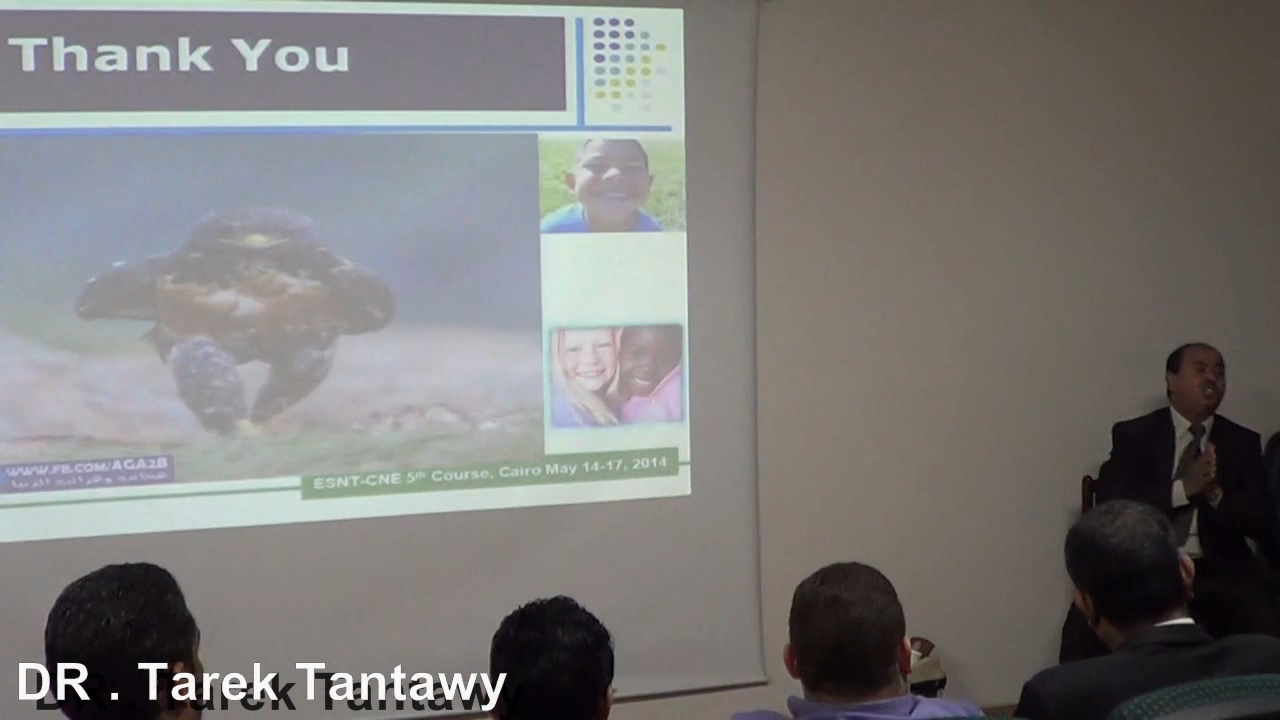 Thank You
WWW.FB.COM/AGA2B
ESNT-CNE 5th Course, Cairo May 14-17, 2014
DR . Tarek Tantawy